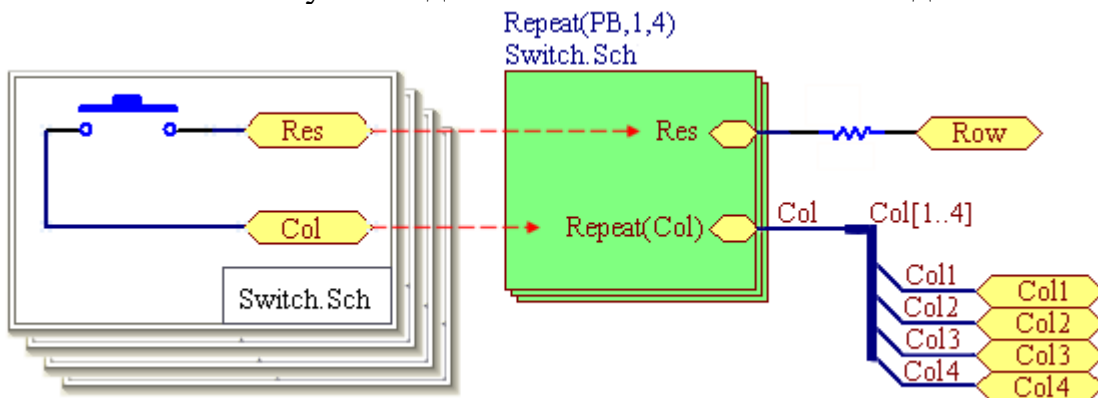 Repeat(PB,1,4)
Switch.Sch
Res
Col
Switch.Sch
Res
Repeat(Col)
Row
Col
Col[1..4]
Col1
Col1
Col2
Col2
Col3
Col3
Col4
Col4